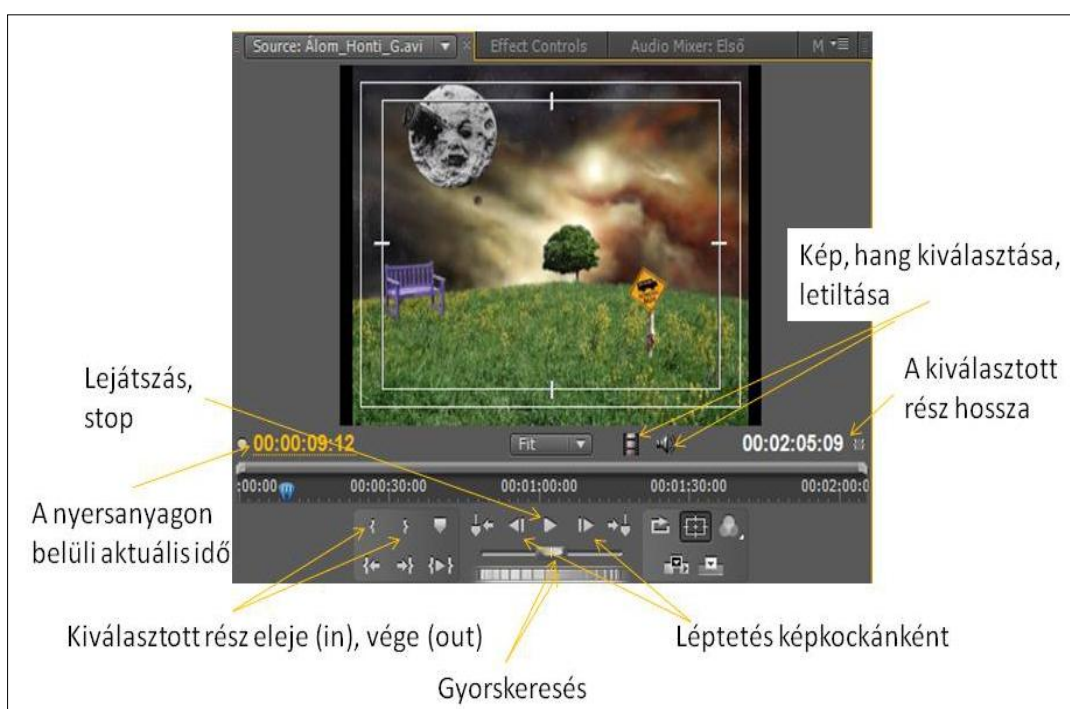 Source: Álom_Honti_G.avi
Effect Controls
Audio Mixer: Első
M
Kép, hang kiválasztása,
letiltása
Lejátszás,
stop
A kiválasztott
rész hossza
00:00:09:12
Fit
00:02:05:09
:00:00
00:00:30:00
00:01:00:00
00:01:30:00
00:02:00:0
A nyersanyagon
belüli aktuális idő
Kiválasztott rész eleje (in), vége (out)
Léptetés képkockánként
Gyorskeresés